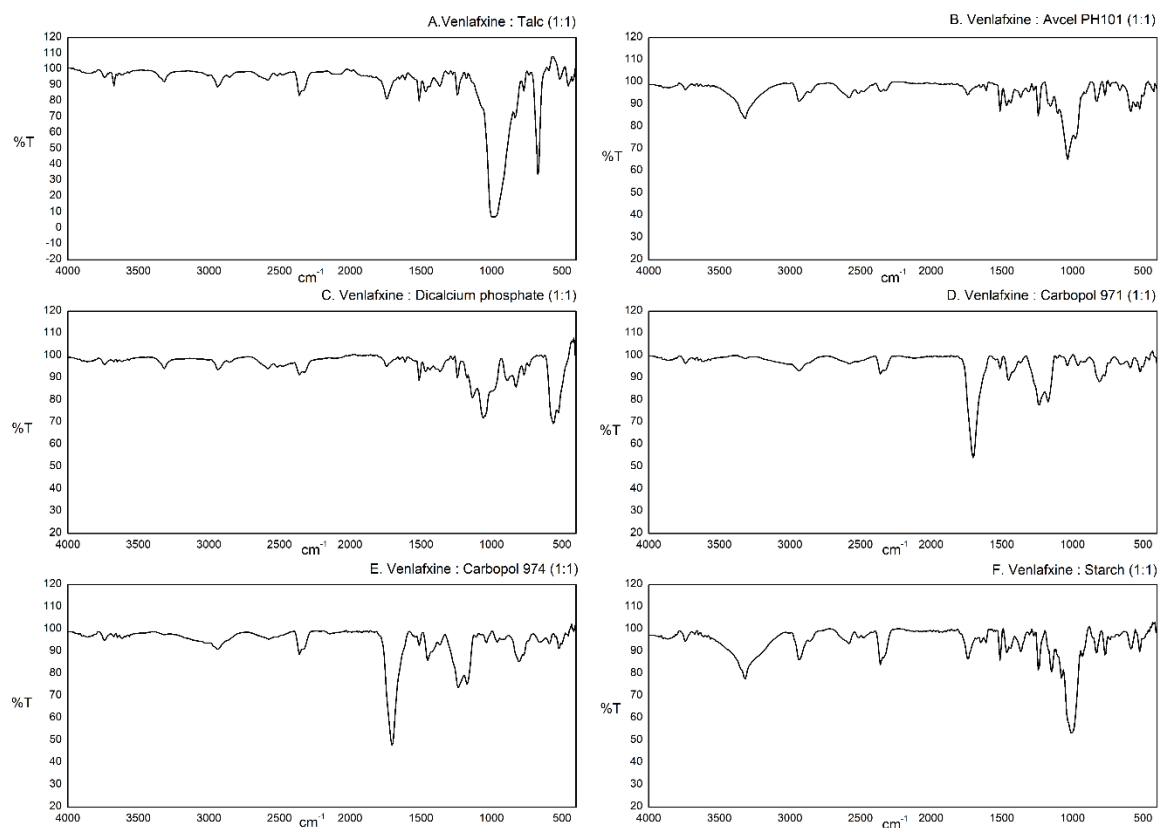 A.Venlafxine : Talc (1:1)
120
110
100
90
80
70
60
50
40
30
20
10
0
-10
-20
%T
4000 3500 3000 2500 2000 1500 1000 500
cm-1
B. Venlafxine : Avcel PH101 (1:1)
120
110
100
90
80
70
60
50
40
30
20
%T
4000 3500 3000 2500 2000 1500 1000 500
cm-1
C. Venlafxine : Dicalcium phosphate (1:1)
120
110
100
90
80
70
60
50
40
30
20
%T
4000 3500 3000 2500 2000 1500 1000 500
cm-1
D. Venlafxine : Carbopol 971 (1:1)
120
110
100
90
80
70
60
50
40
30
20
%T
4000 3500 3000 2500 2000 1500 1000 500
cm-1
E. Venlafxine : Carbopol 974 (1:1)
120
110
100
90
80
70
60
50
40
30
20
%T
4000 3500 3000 2500 2000 1500 1000 500
cm-1
F. Venlafxine : Starch (1:1)
120
110
100
90
80
70
60
50
40
30
20
%T
4000 3500 3000 2500 2000 1500 1000 500
cm-1